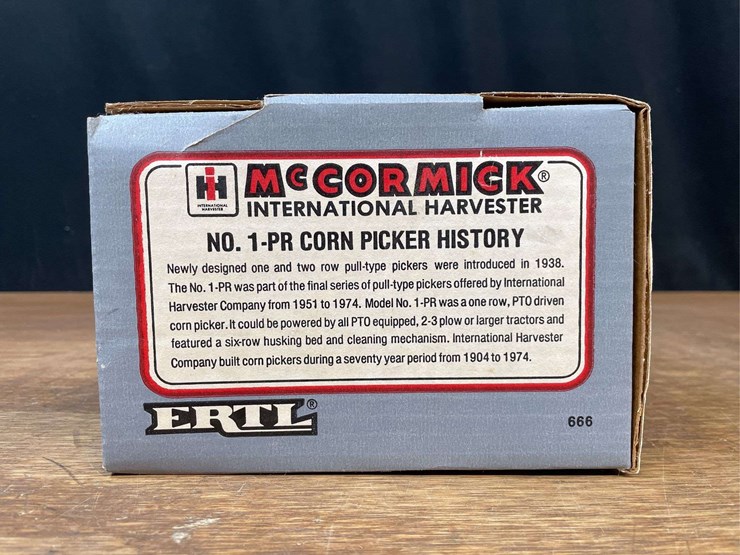 IH McCORMICK®
INTERNATIONAL HARVESTER
INTERNATIONAL HARVESTER
NO. 1-PR CORN PICKER HISTORY
Newly designed one and two row pull-type pickers were introduced in 1938.
The No. 1-PR was part of the final series of pull-type pickers offered by International
Harvester Company from 1951 to 1974. Model No. 1-PR was a one row, PTO driven
corn picker. It could be powered by all PTO equipped, 2-3 plow or larger tractors and
featured a six-row husking bed and cleaning mechanism. International Harvester
Company built corn pickers during a seventy year period from 1904 to 1974.
ERTL®
666